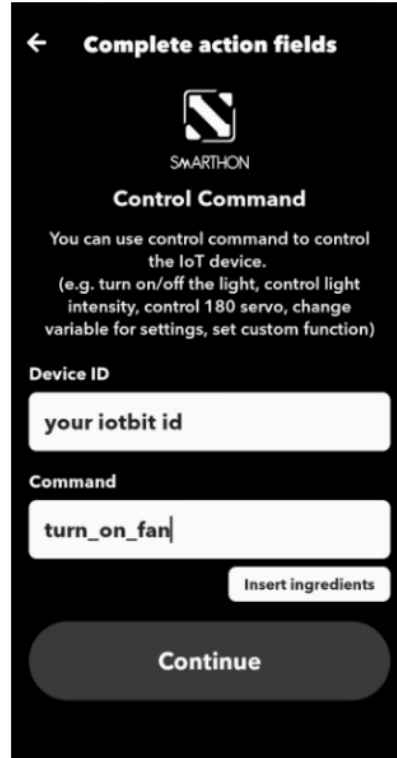 Complete action fields
SMARTHON
Control Command
You can use control command to control
the IoT device.
(e.g. turn on/off the light, control light
intensity, control 180 servo, change
variable for settings, set custom function)
Device ID
your iotbit id
Command
turn_on_fan
Insert ingredients
Continue